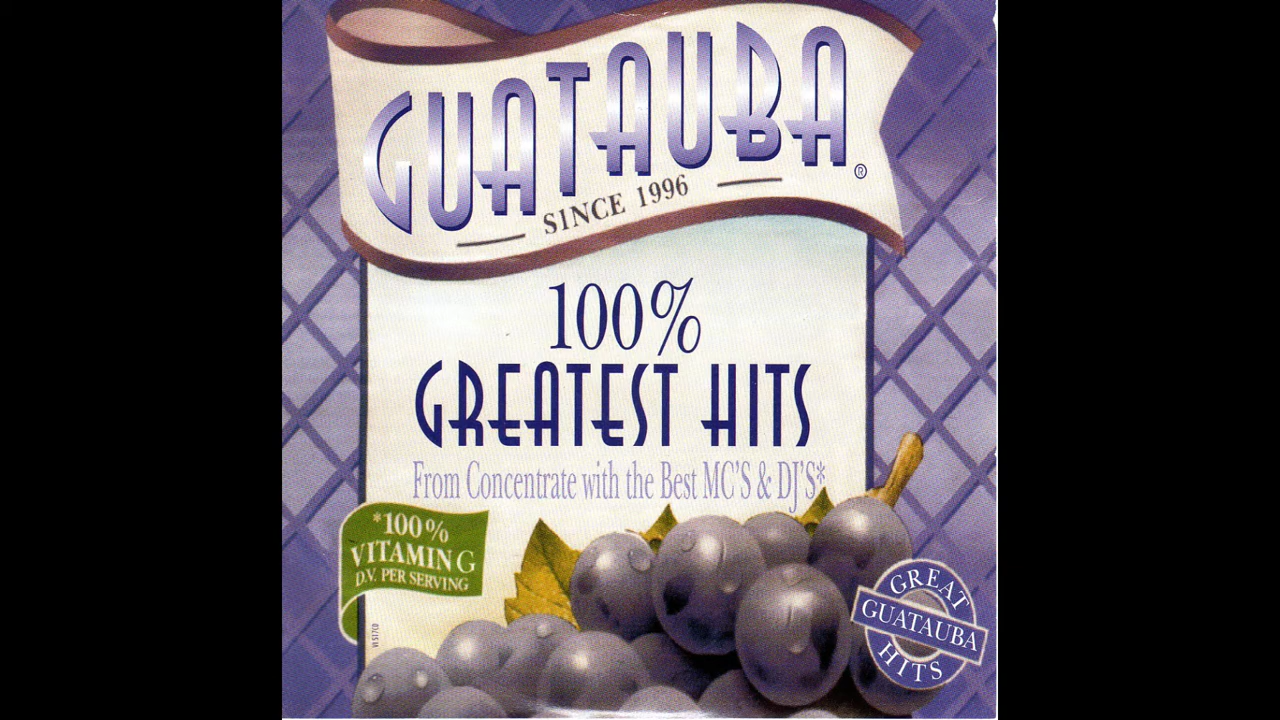 GUATAUBA®
SINCE 1996
100%
GREATEST HITS
From Concentrate with the Best MC'S & DJ'S*
*100%
VITAMIN G
D.V. PER SERVING
GREAT
GUATAUBA
HITS